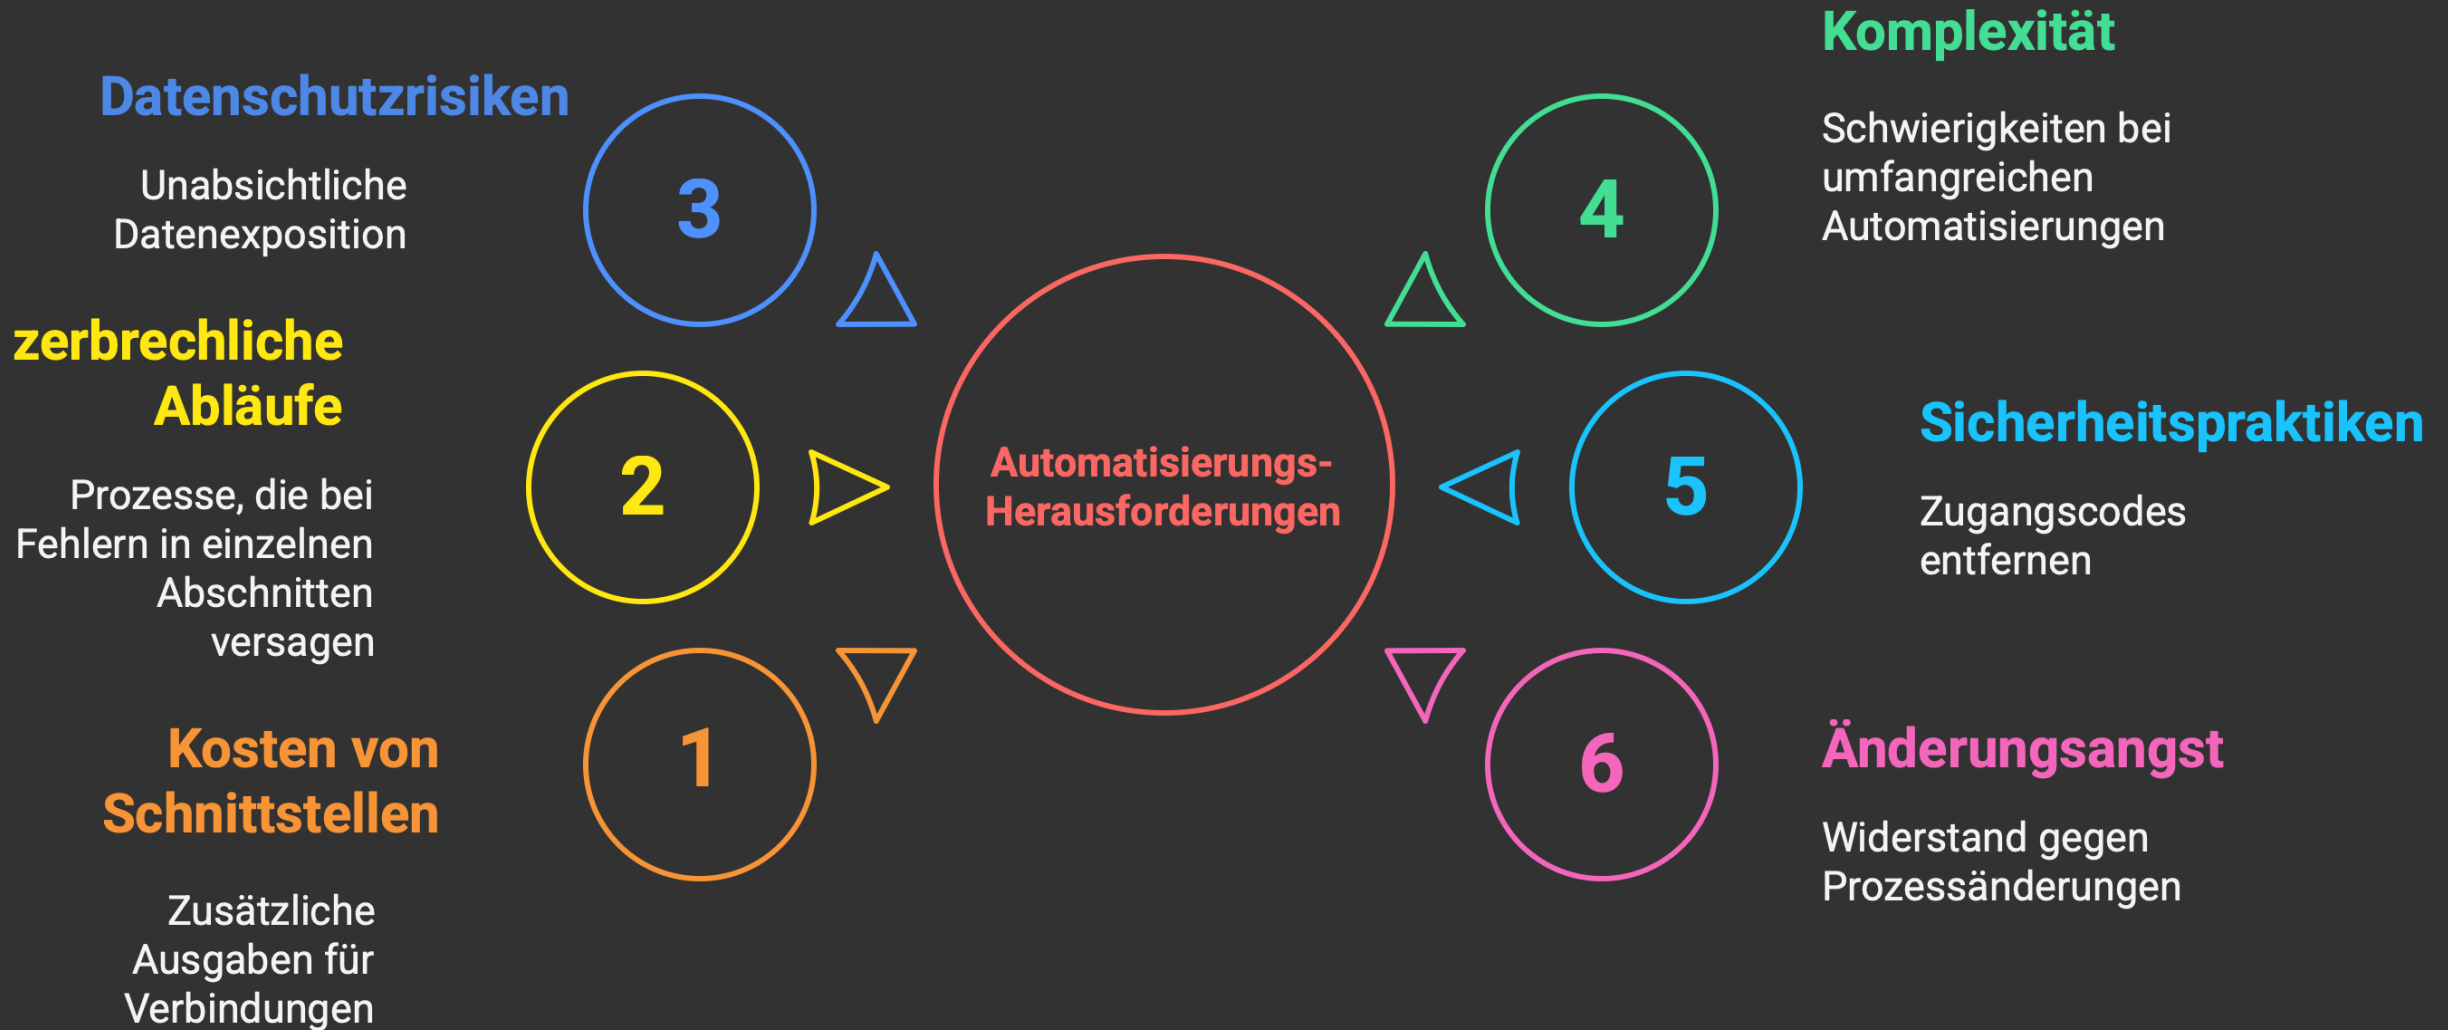 Datenschutzrisiken
Unabsichtliche
Datenexposition
3
zerbrechliche
Abläufe
Prozesse, die bei
Fehlern in einzelnen
Abschnitten
versagen
2
Kosten von
Schnittstellen
Zusätzliche
Ausgaben für
Verbindungen
1
Automatisierungs-
Herausforderungen
4
Komplexität
Schwierigkeiten bei
umfangreichen
Automatisierungen
5
Sicherheitspraktiken
Zugangscodes
entfernen
6
Änderungsangst
Widerstand gegen
Prozessänderungen